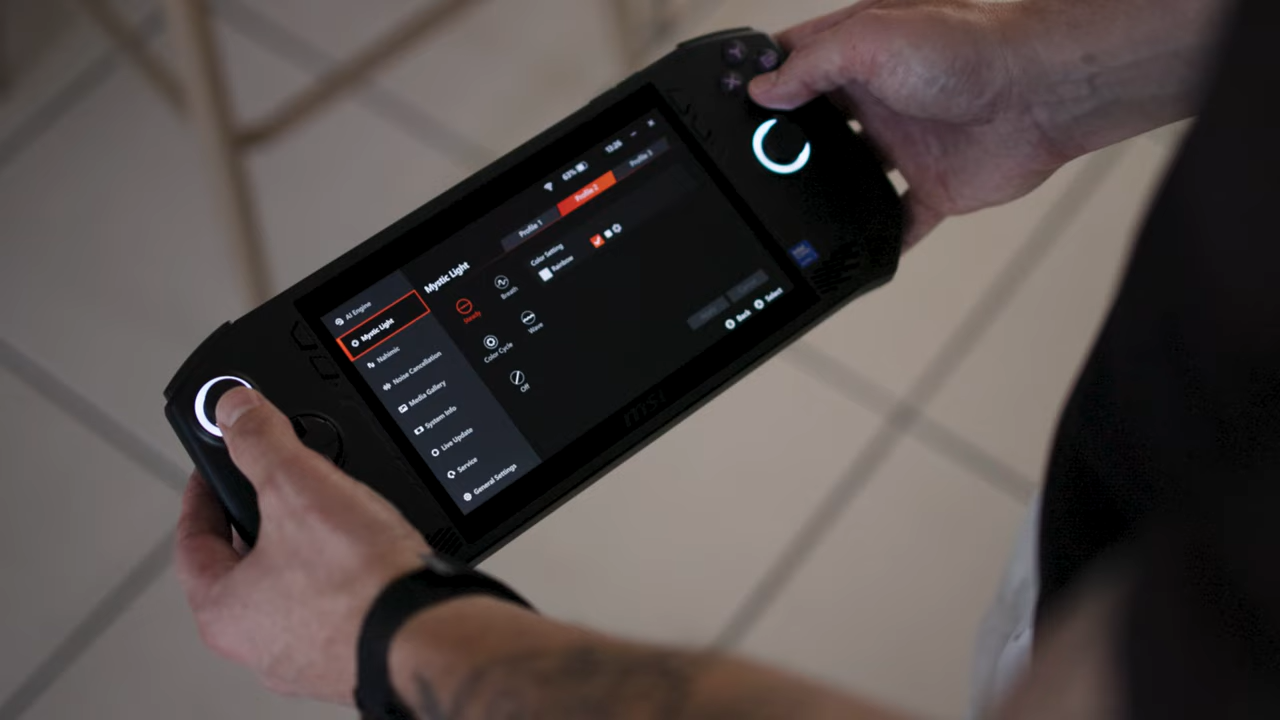 13:26
63%
Profile 1
Profile 2
Profile 3
Mystic Light
AI Engine
Mystic Light
Nahimic
Noise Cancellation
Media Gallery
System Info
Live Update
Service
General Settings
Steady
Breath
Color Cycle
Wave
Off
Color Setting
Rainbow
Back
Select
msi
X